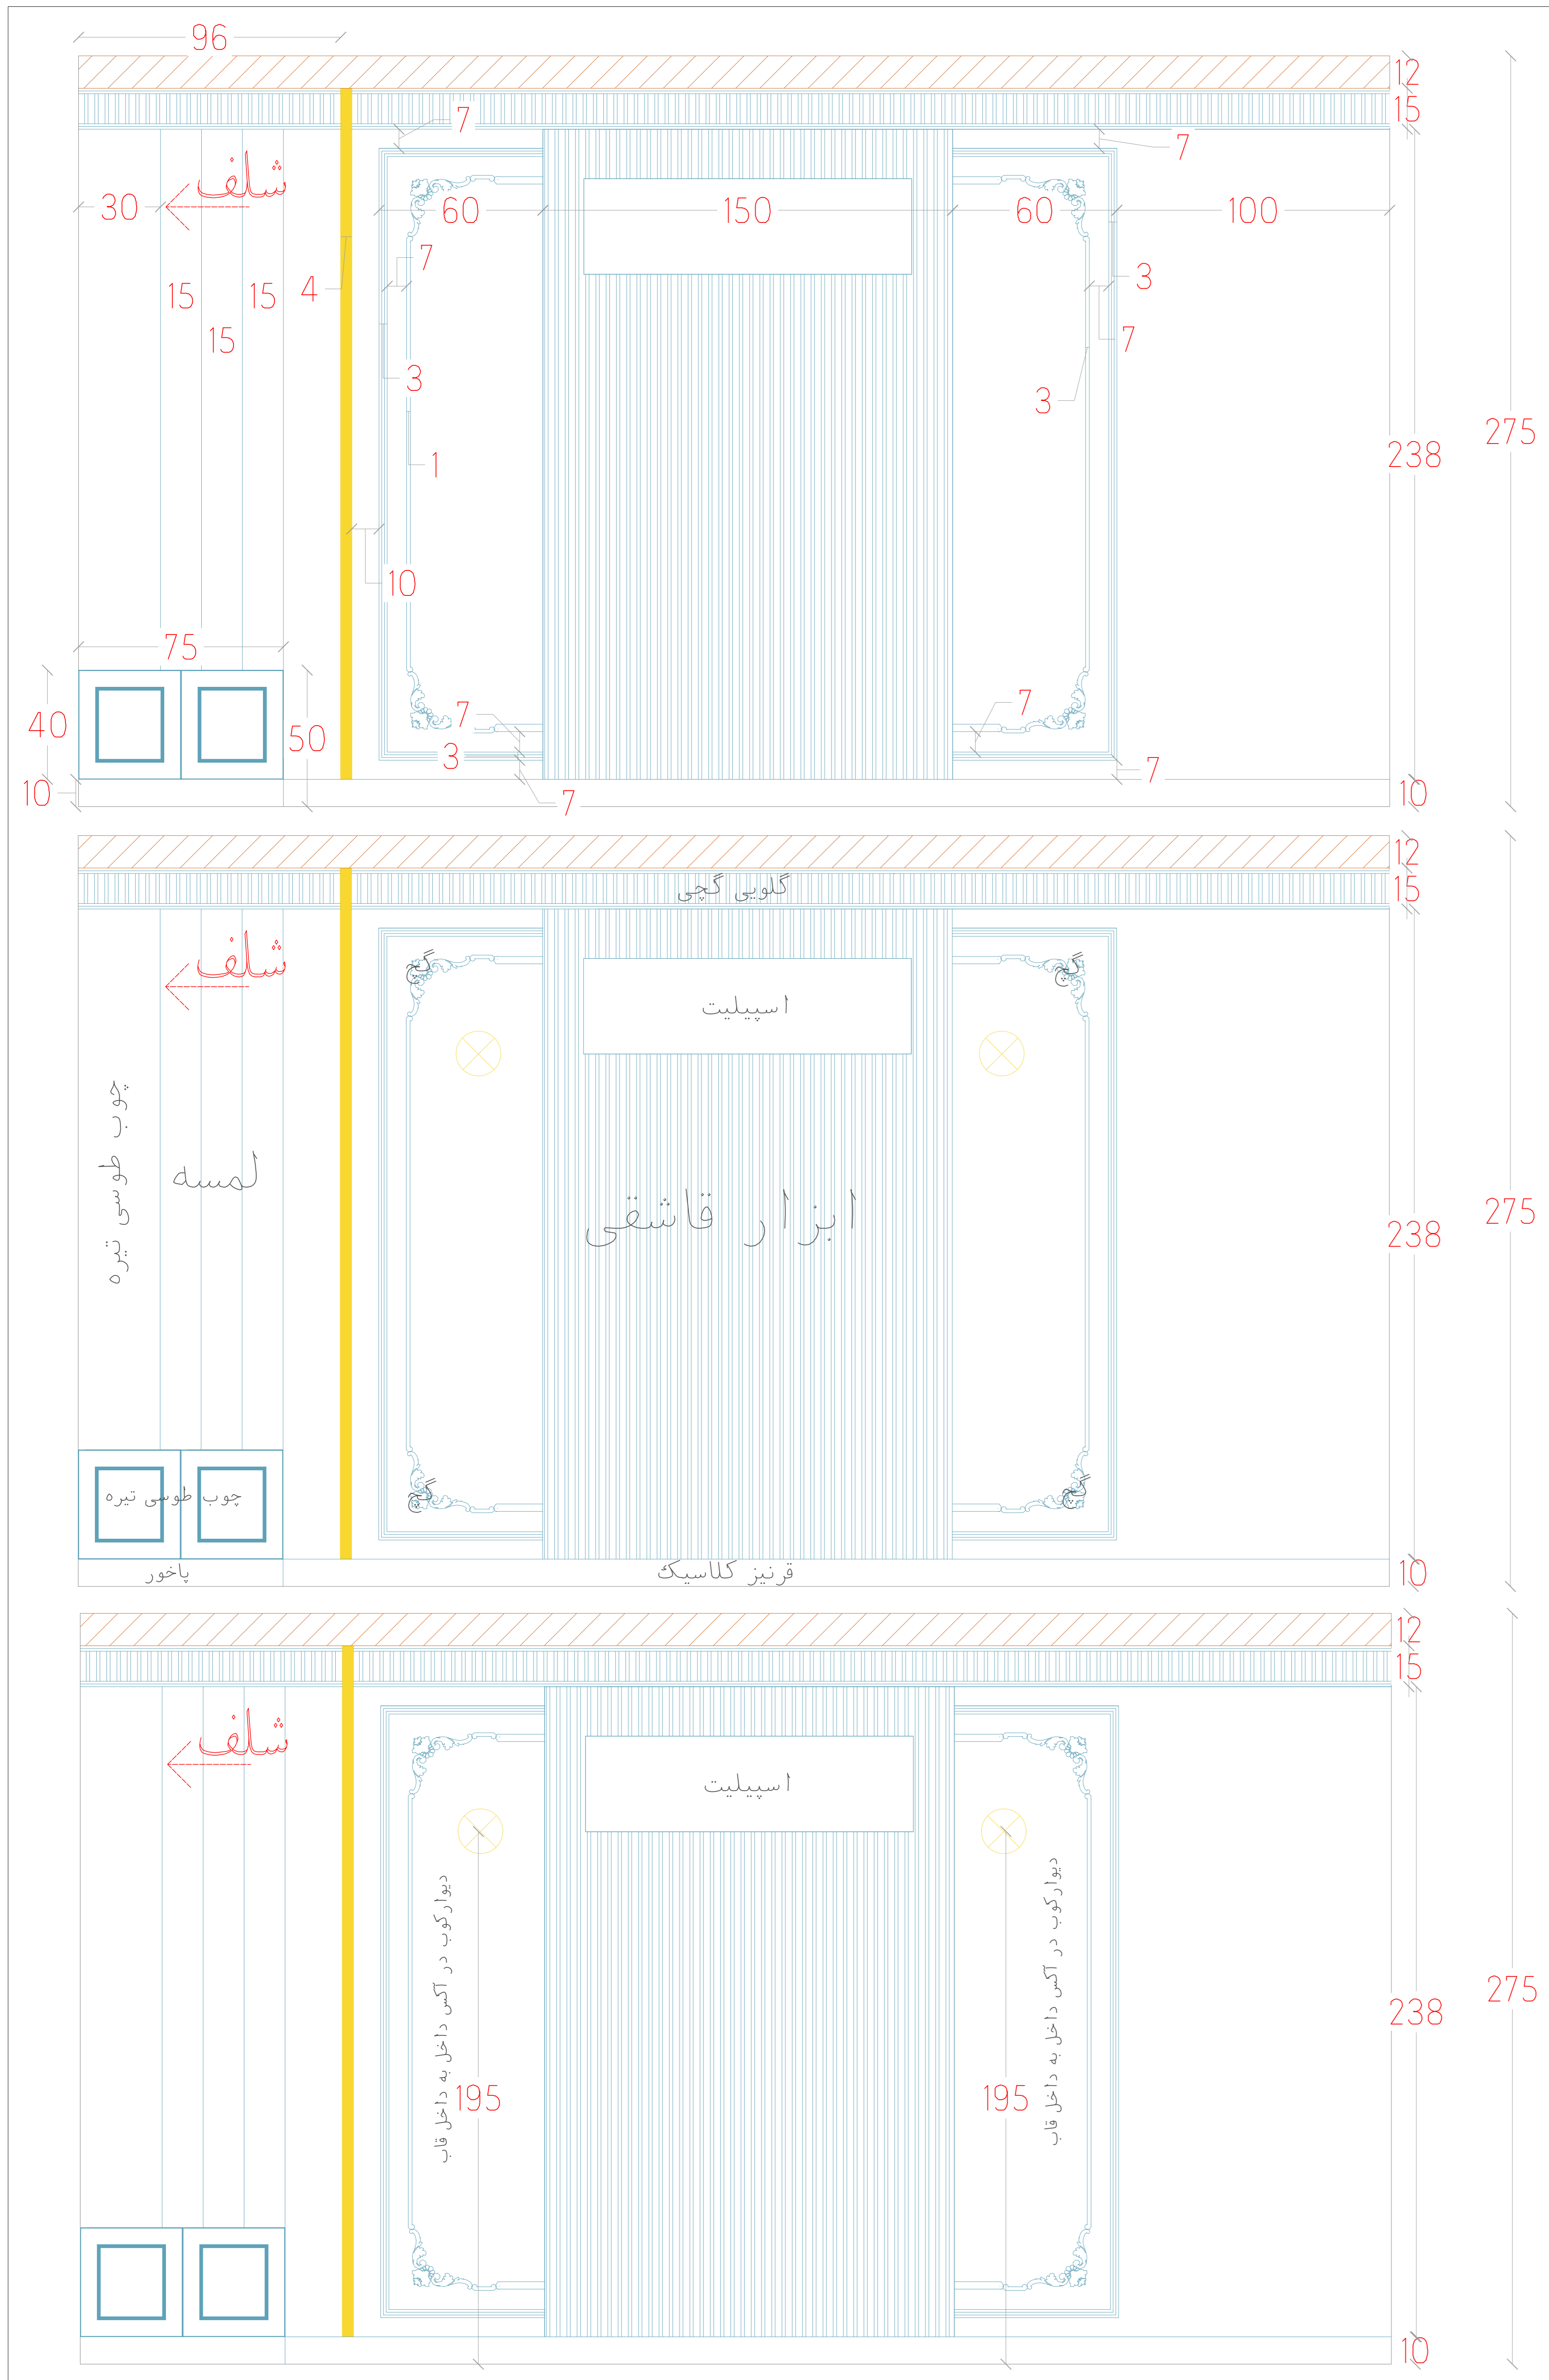 96
12
15
7
7
شلف
30
60
150
60
100
7
3
4
15
15
15
7
3
3
1
238
275
10
75
40
50
7
7
3
7
7
10
10
12
گلویی گچی
15
شلف
گچ
گچ
اسپیلیت
چوب طوسی تیره
لمسه
ابزار قاشقی
238
275
چوب طوسی تیره
گچ
گچ
پاخور
قرنیز کلاسیک
10
12
15
شلف
اسپیلیت
دیوارکوب در آکس داخل به داخل قاب
دیوارکوب در آکس داخل به داخل قاب
238
275
195
195
10